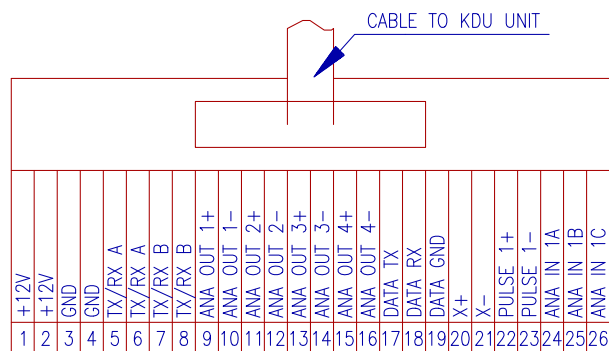 CABLE TO KDU UNIT
+12V
+12V
GND
GND
TX/RX A
TX/RX A
TX/RX B
TX/RX B
ANA OUT 1+
ANA OUT 1-
ANA OUT 2+
ANA OUT 2-
ANA OUT 3+
ANA OUT 3-
ANA OUT 4+
ANA OUT 4-
DATA TX
DATA RX
DATA GND
X+
X-
PULSE 1+
PULSE 1-
ANA IN 1A
ANA IN 1B
ANA IN 1C
1 2 3 4 5 6 7 8 9 10 11 12 13 14 15 16 17 18 19 20 21 22 23 24 25 26